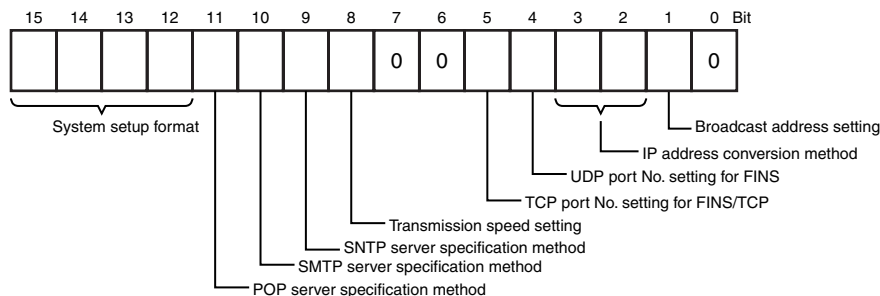 15 14 13 12 11 10 9 8 7 6 5 4 3 2 1 0 Bit
0 0 0
System setup format
Broadcast address setting
IP address conversion method
UDP port No. setting for FINS
TCP port No. setting for FINS/TCP
Transmission speed setting
SNTP server specification method
SMTP server specification method
POP server specification method